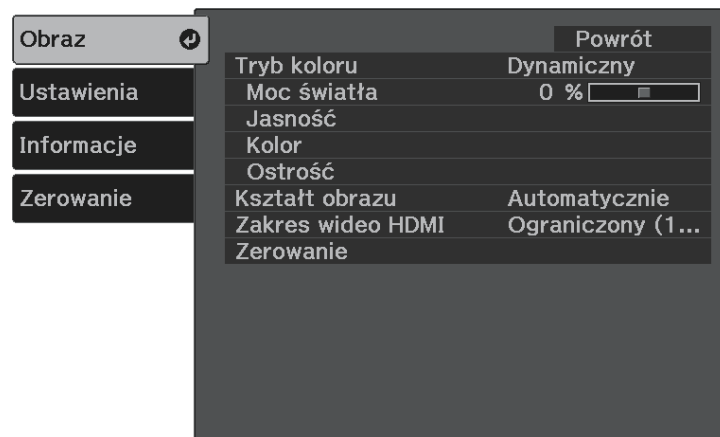 Obraz
Ustawienia
Informacje
Zerowanie
Powrót
Tryb koloru Dynamiczny
Moc światła 0 %
Jasność
Kolor
Ostrość
Kształt obrazu Automatycznie
Zakres wideo HDMI Ograniczony (1...
Zerowanie